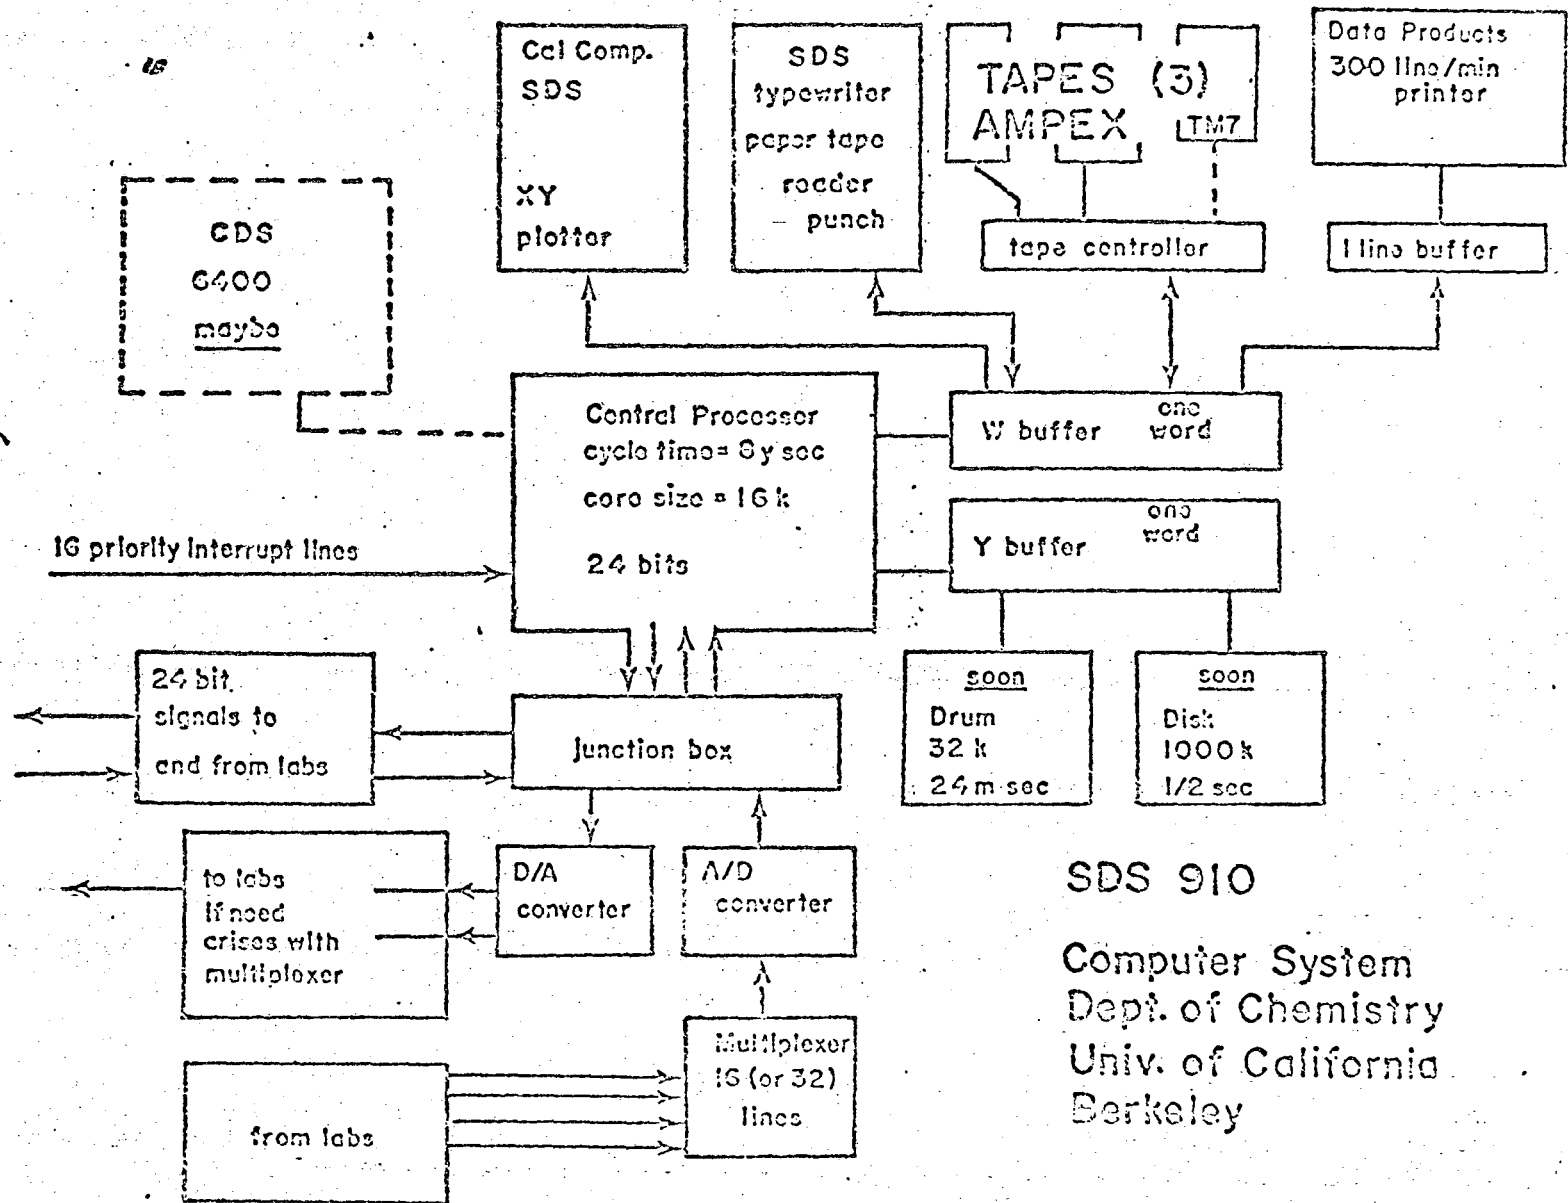 Cal Comp.
SDS
XY
plotter
SDS
typewriter
paper tape
reader
punch
TAPES (3)
AMPEX
TM7
tape controller
Data Products
300 line/min
printer
1 line buffer
CDS
6400
maybe
Central Processer
cycle time = 8 y sec
core size = 16 k
24 bits
W buffer
one
word
Y buffer
one
word
16 priority interrupt lines
soon
Drum
32 k
24 m sec
soon
Disk
1000 k
1/2 sec
24 bit
signals to
and from labs
junction box
to labs
if need
arises with
multiplexer
D/A
converter
A/D
converter
Multiplexer
16 (or 32)
lines
from labs
SDS 910
Computer System
Dept. of Chemistry
Univ. of California
Berkeley